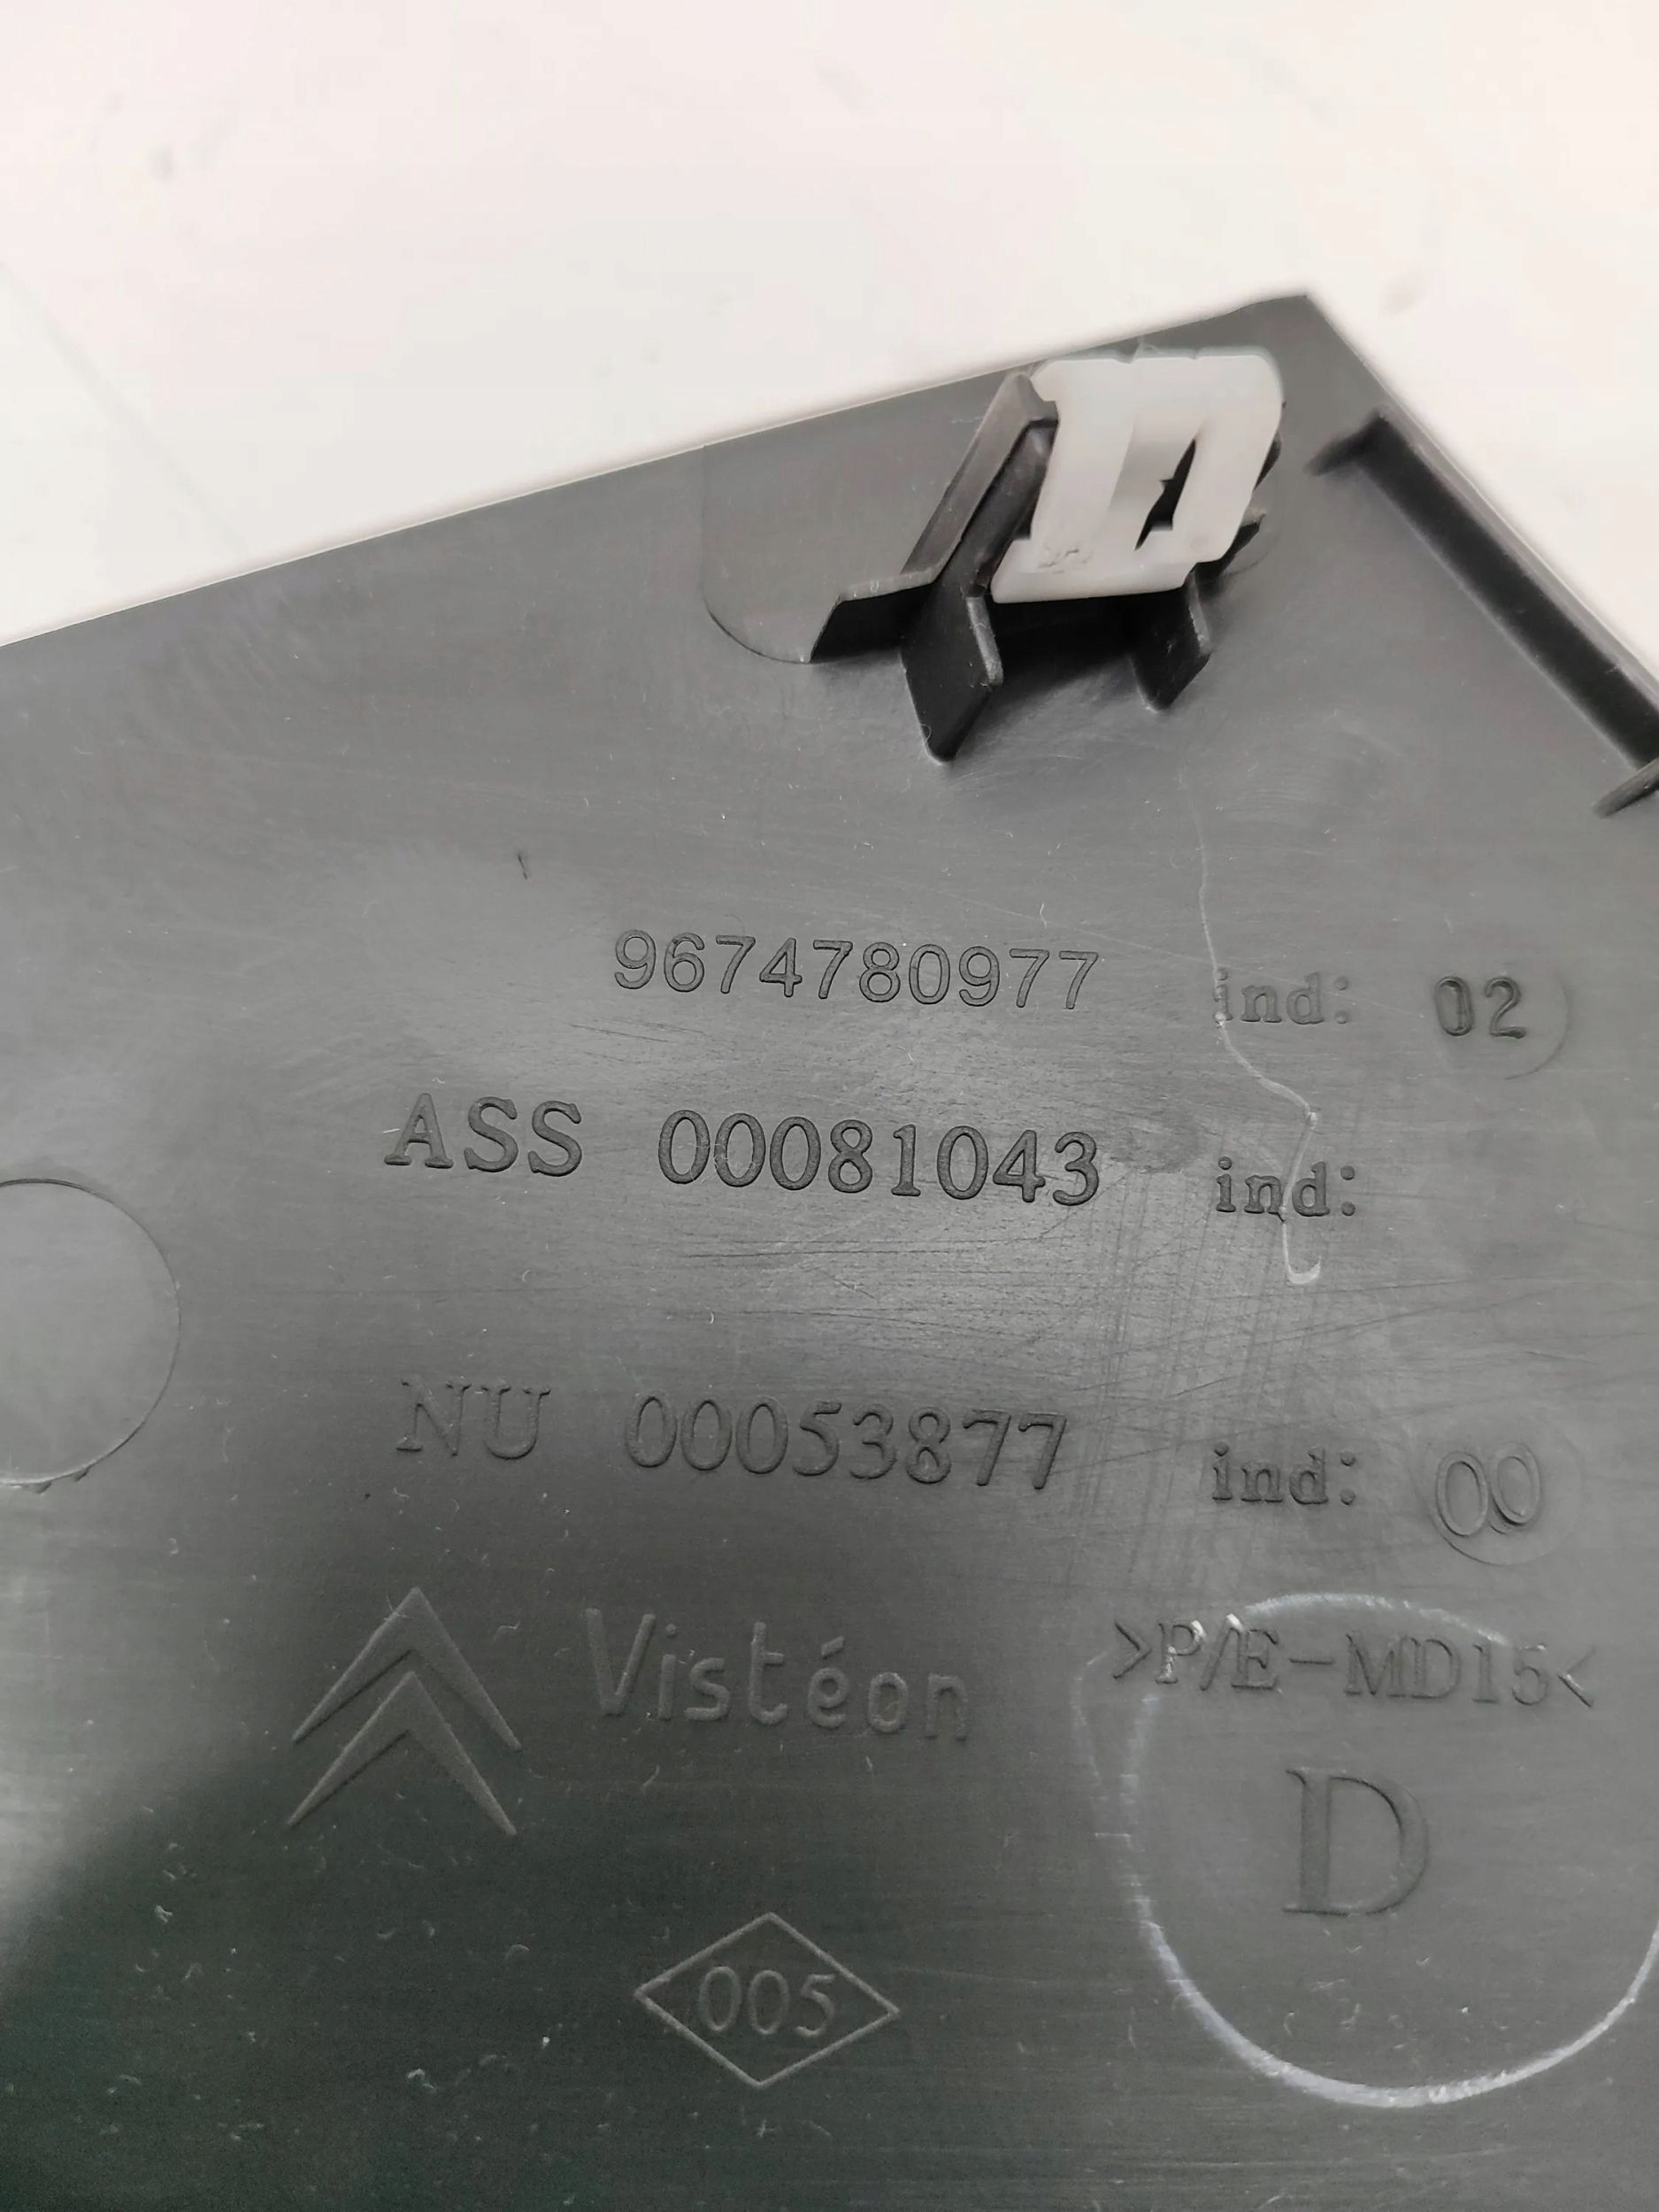 9674780977 ind: 02
ASS 00081043 ind:
NU 00053877 ind: 00
Vistéon >P/E-MD15<
D
005